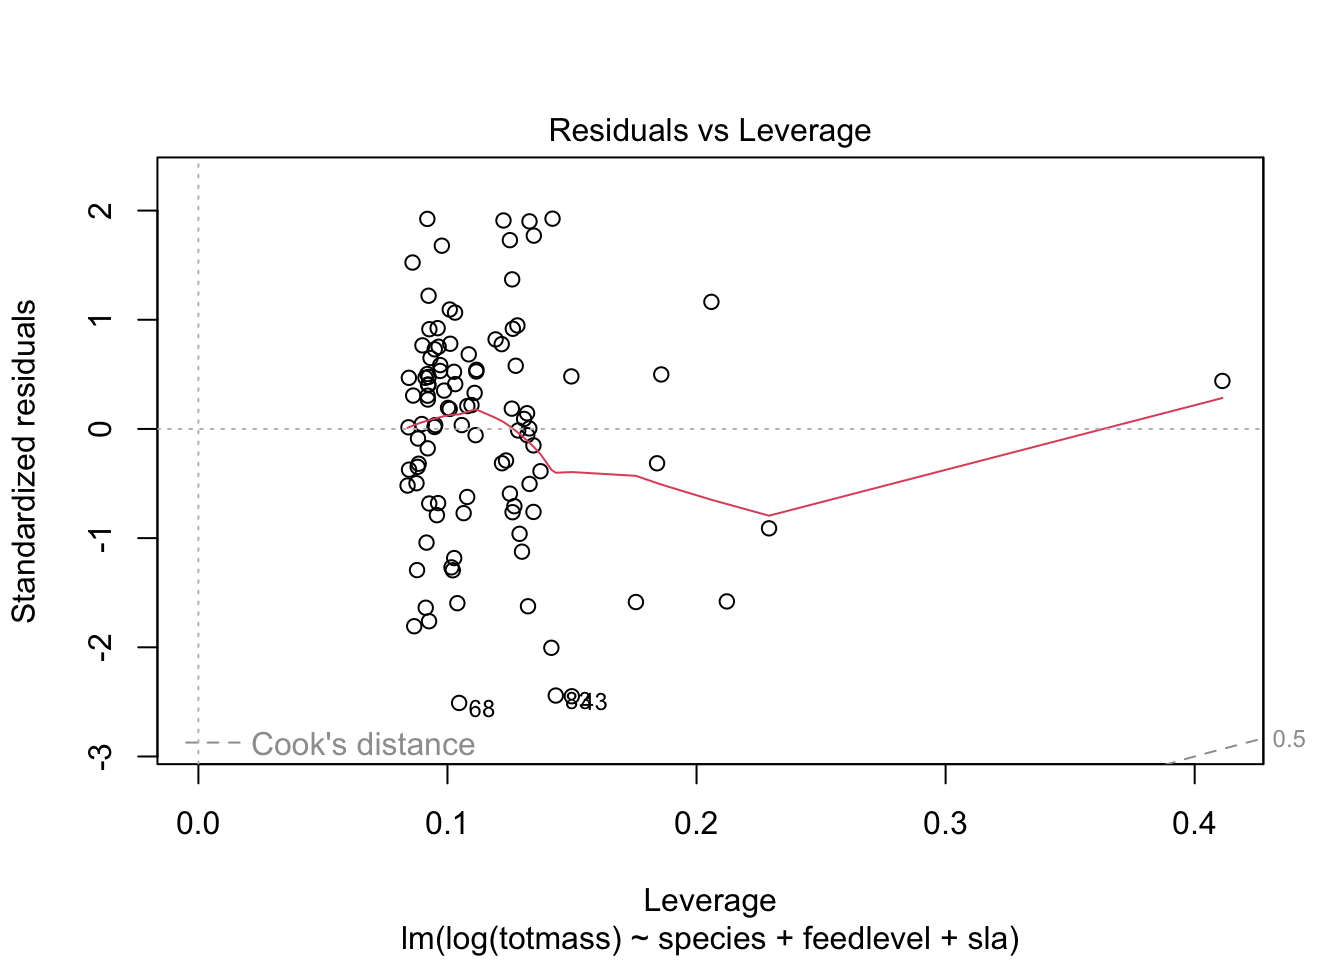 Residuals vs Leverage
Standardized residuals
2
1
0
-1
-2
-3
68
43
Cook's distance
0.5
0.0 0.1 0.2 0.3 0.4
Leverage
lm(log(totmass) ~ species + feedlevel + sla)